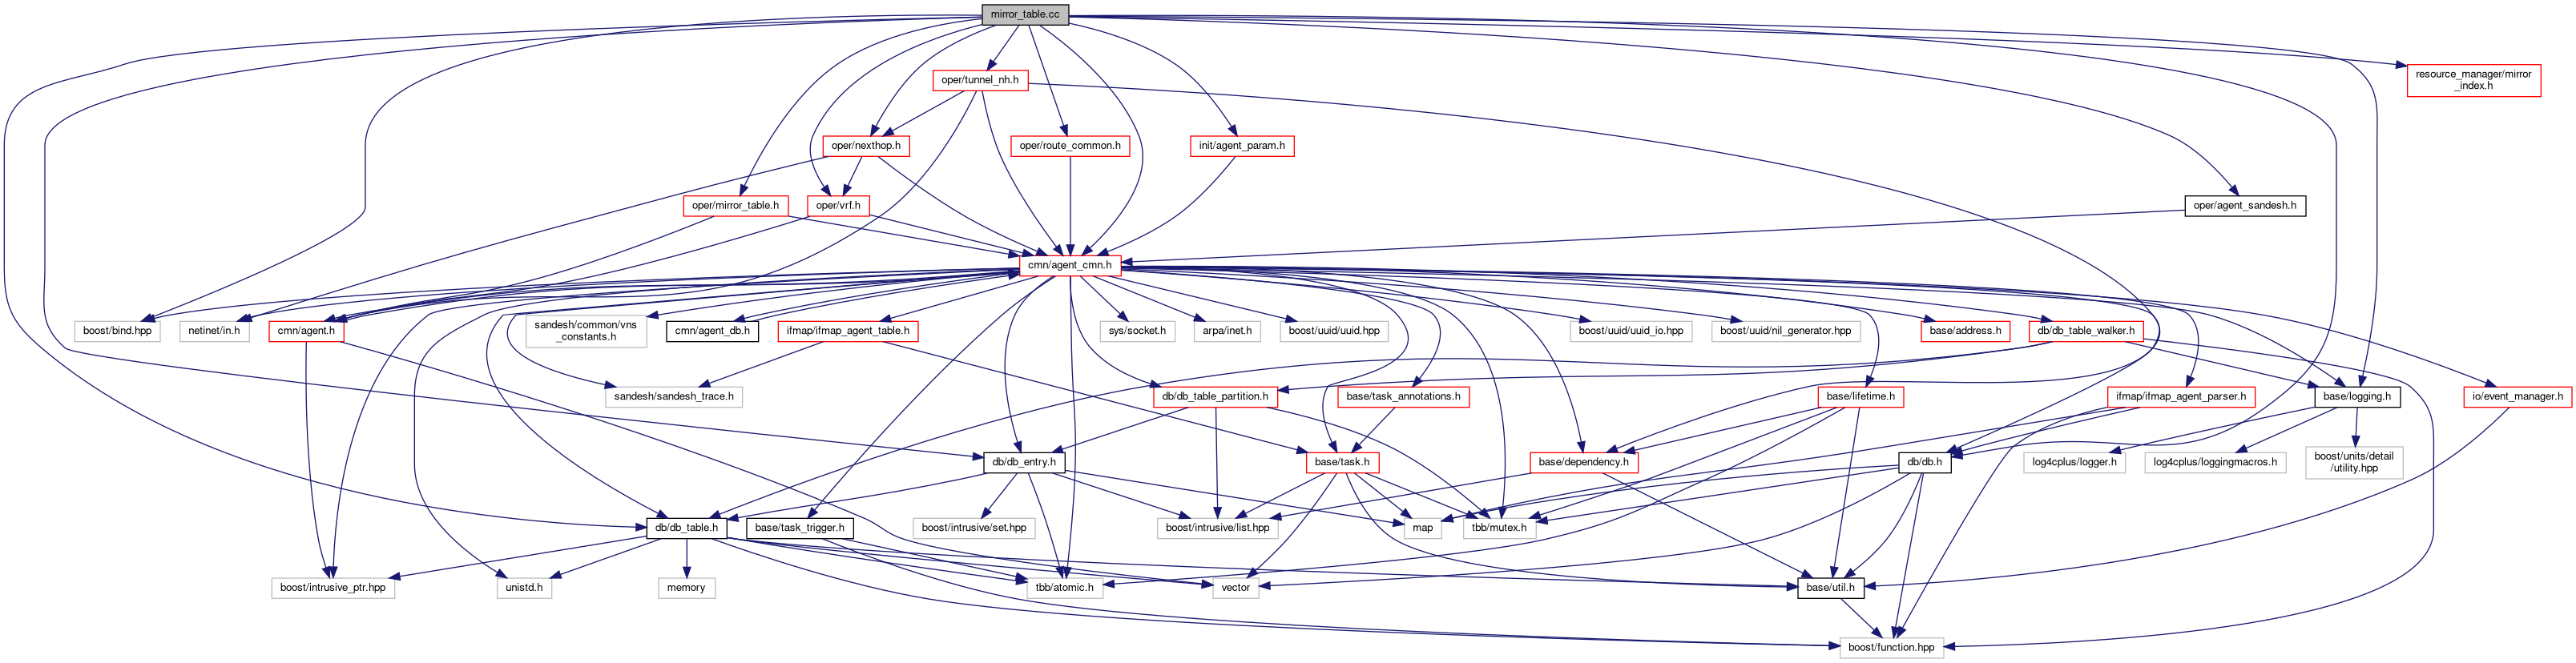 mirror_table.cc
oper/tunnel_nh.h
resource_manager/mirror
_index.h
oper/nexthop.h
oper/route_common.h
init/agent_param.h
oper/mirror_table.h
oper/vrf.h
oper/agent_sandesh.h
cmn/agent_cmn.h
boost/bind.hpp
netinet/in.h
cmn/agent.h
sandesh/common/vns
_constants.h
cmn/agent_db.h
ifmap/ifmap_agent_table.h
sys/socket.h
arpa/inet.h
boost/uuid/uuid.hpp
boost/uuid/uuid_io.hpp
boost/uuid/nil_generator.hpp
base/address.h
db/db_table_walker.h
sandesh/sandesh_trace.h
db/db_table_partition.h
base/task_annotations.h
base/lifetime.h
ifmap/ifmap_agent_parser.h
base/logging.h
io/event_manager.h
db/db_entry.h
base/task.h
base/dependency.h
db/db.h
log4cplus/logger.h
log4cplus/loggingmacros.h
boost/units/detail
/utility.hpp
db/db_table.h
base/task_trigger.h
boost/intrusive/set.hpp
boost/intrusive/list.hpp
map
tbb/mutex.h
boost/intrusive_ptr.hpp
unistd.h
memory
tbb/atomic.h
vector
base/util.h
boost/function.hpp